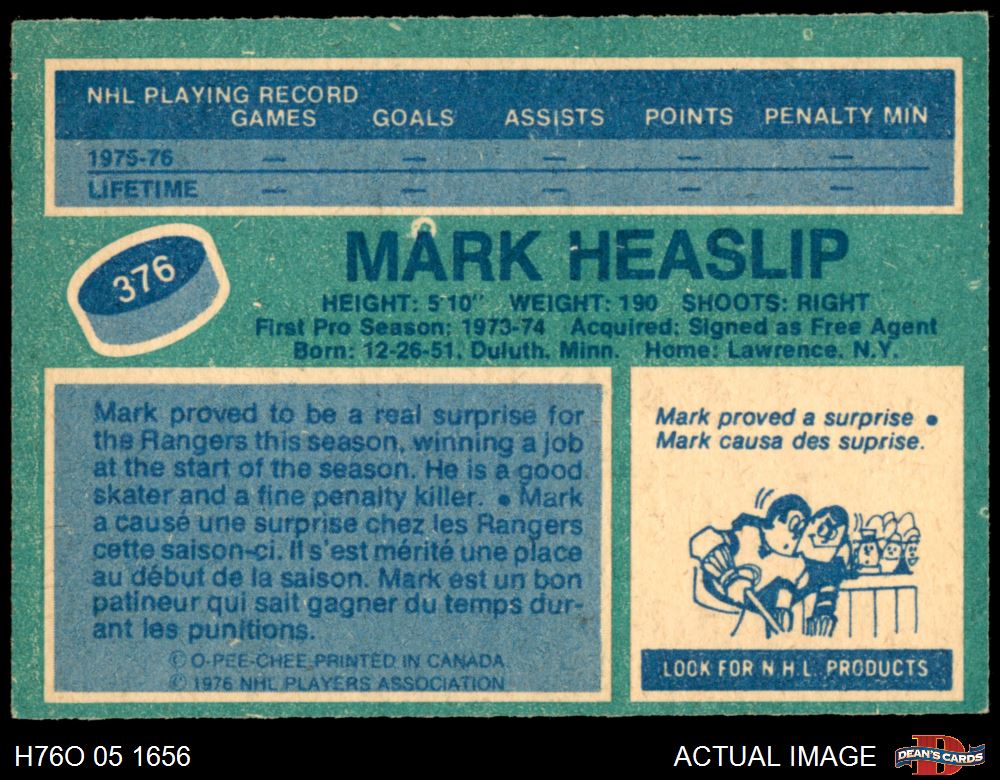 NHL PLAYING RECORD
GAMES GOALS ASSISTS POINTS PENALTY MIN
1975-76 — — — — —
LIFETIME — — — — —
376
MARK HEASLIP
HEIGHT: 5'10" WEIGHT: 190 SHOOTS: RIGHT
First Pro Season: 1973-74 Acquired: Signed as Free Agent
Born: 12-26-51, Duluth, Minn. Home: Lawrence, N.Y.
Mark proved to be a real surprise for
the Rangers this season, winning a job
at the start of the season. He is a good
skater and a fine penalty killer. • Mark
a causé une surprise chez les Rangers
cette saison-ci. Il s'est mérité une place
au début de la saison. Mark est un bon
patineur qui sait gagner du temps dur-
ant les punitions.
© O-PEE-CHEE PRINTED IN CANADA
© 1976 NHL PLAYERS ASSOCIATION
Mark proved a surprise •
Mark causa des suprise.
LOOK FOR N H L PRODUCTS
H76O 05 1656
ACTUAL IMAGE
DEAN'S CARDS